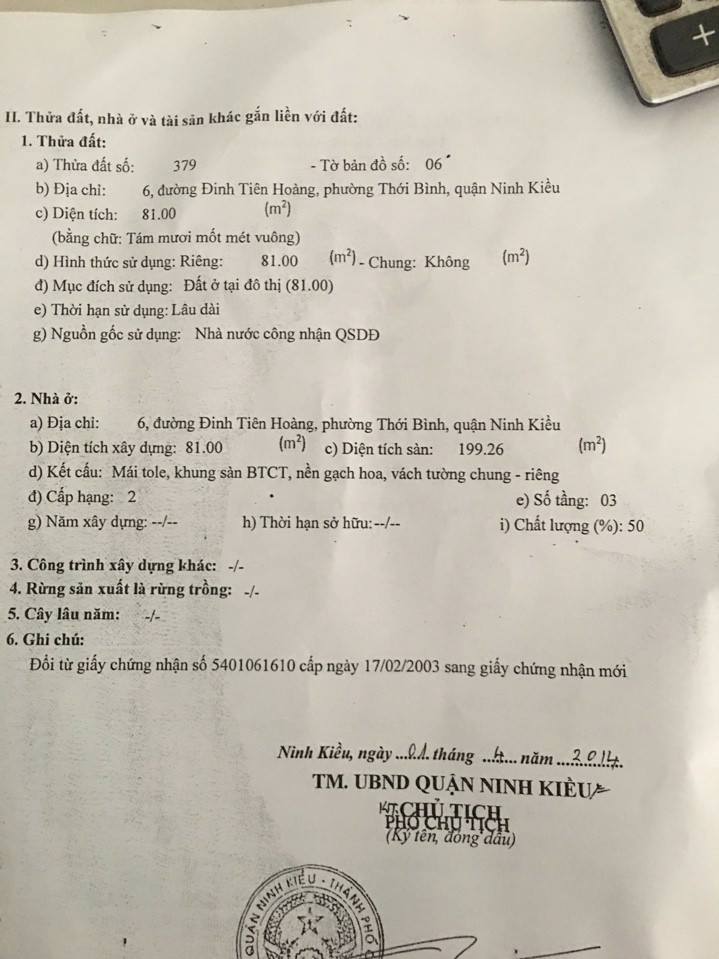 II. Thửa đất, nhà ở và tài sản khác gắn liền với đất:
1. Thửa đất:
a) Thửa đất số: 379 - Tờ bản đồ số: 06
b) Địa chỉ: 6, đường Đinh Tiên Hoàng, phường Thới Bình, quận Ninh Kiều
c) Diện tích: 81.00 (m²)
(bằng chữ: Tám mươi mốt mét vuông)
d) Hình thức sử dụng: Riêng: 81.00 (m²) - Chung: Không (m²)
đ) Mục đích sử dụng: Đất ở tại đô thị (81.00)
e) Thời hạn sử dụng: Lâu dài
g) Nguồn gốc sử dụng: Nhà nước công nhận QSDĐ
2. Nhà ở:
a) Địa chỉ: 6, đường Đinh Tiên Hoàng, phường Thới Bình, quận Ninh Kiều
b) Diện tích xây dựng: 81.00 (m²) c) Diện tích sàn: 199.26 (m²)
d) Kết cấu: Mái tole, khung sàn BTCT, nền gạch hoa, vách tường chung - riêng
đ) Cấp hạng: 2 e) Số tầng: 03
g) Năm xây dựng: --/-- h) Thời hạn sở hữu: --/-- i) Chất lượng (%): 50
3. Công trình xây dựng khác: -/-
4. Rừng sản xuất là rừng trồng: -/-
5. Cây lâu năm: -/-
6. Ghi chú:
Đổi từ giấy chứng nhận số 5401061610 cấp ngày 17/02/2003 sang giấy chứng nhận mới
Ninh Kiều, ngày ...01. tháng ...4... năm ....2014.
TM. UBND QUẬN NINH KIỀU
KT.CHỦ TỊCH
PHÓ CHỦ TỊCH
(Ký tên, đóng dấu)
QUẬN NINH KIỀU - THÀNH PHỐ
+